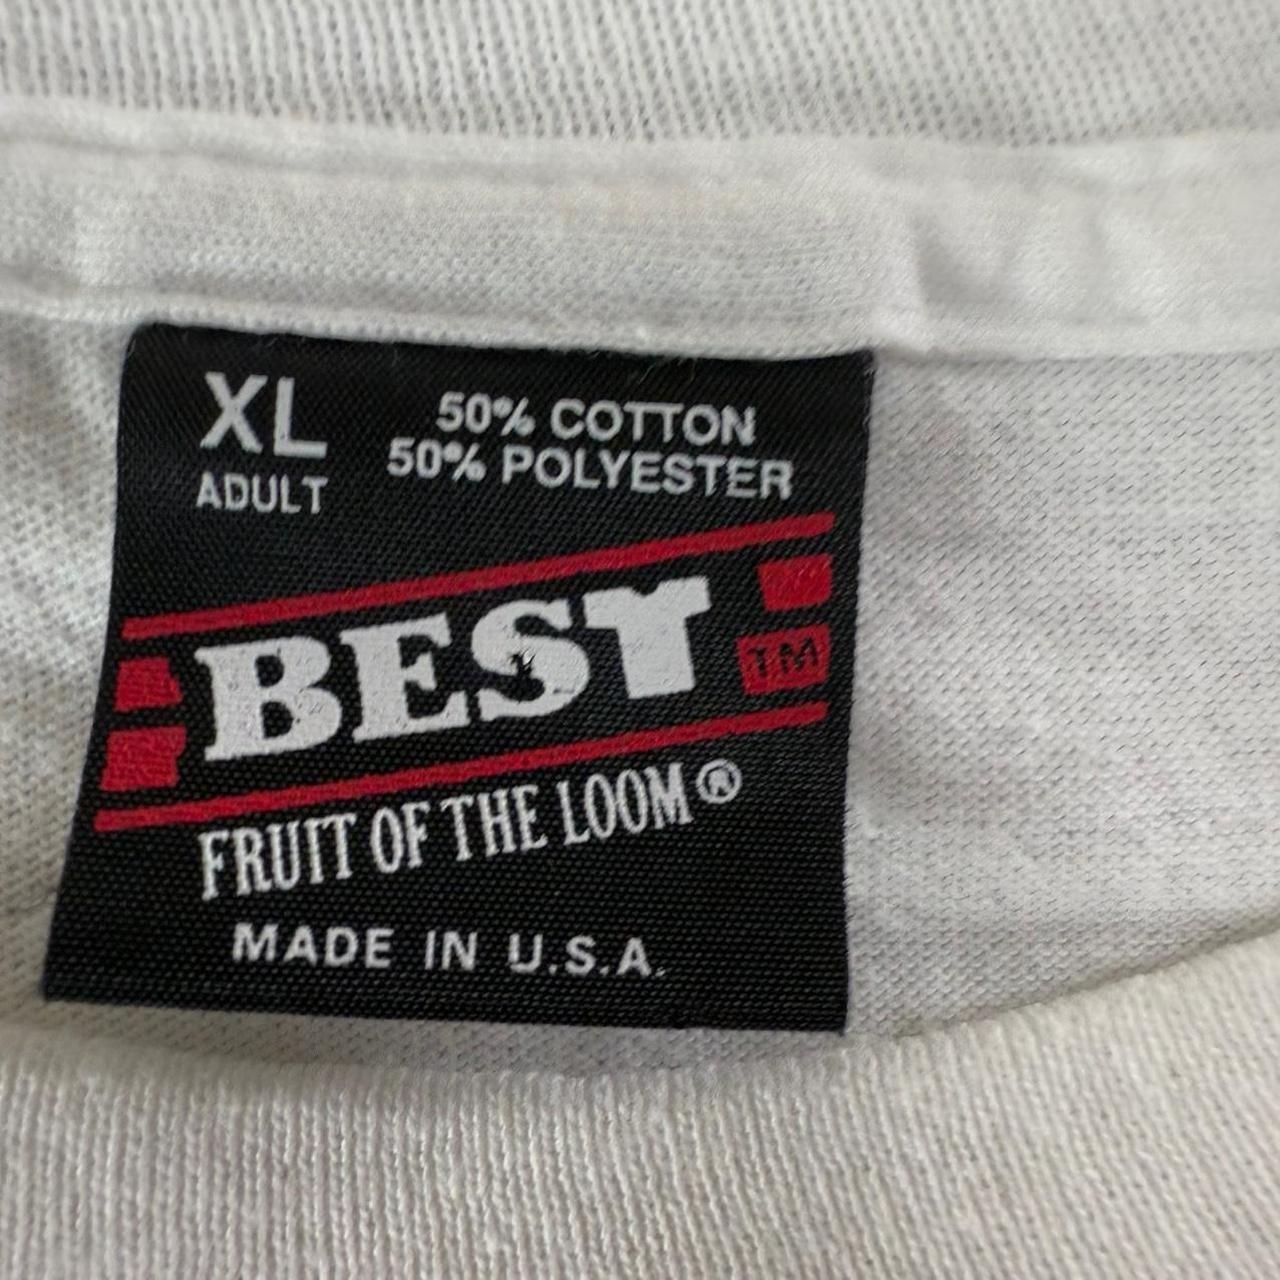 XL
ADULT
50% COTTON
50% POLYESTER
BEST
TM
FRUIT OF THE LOOM®
MADE IN U.S.A.